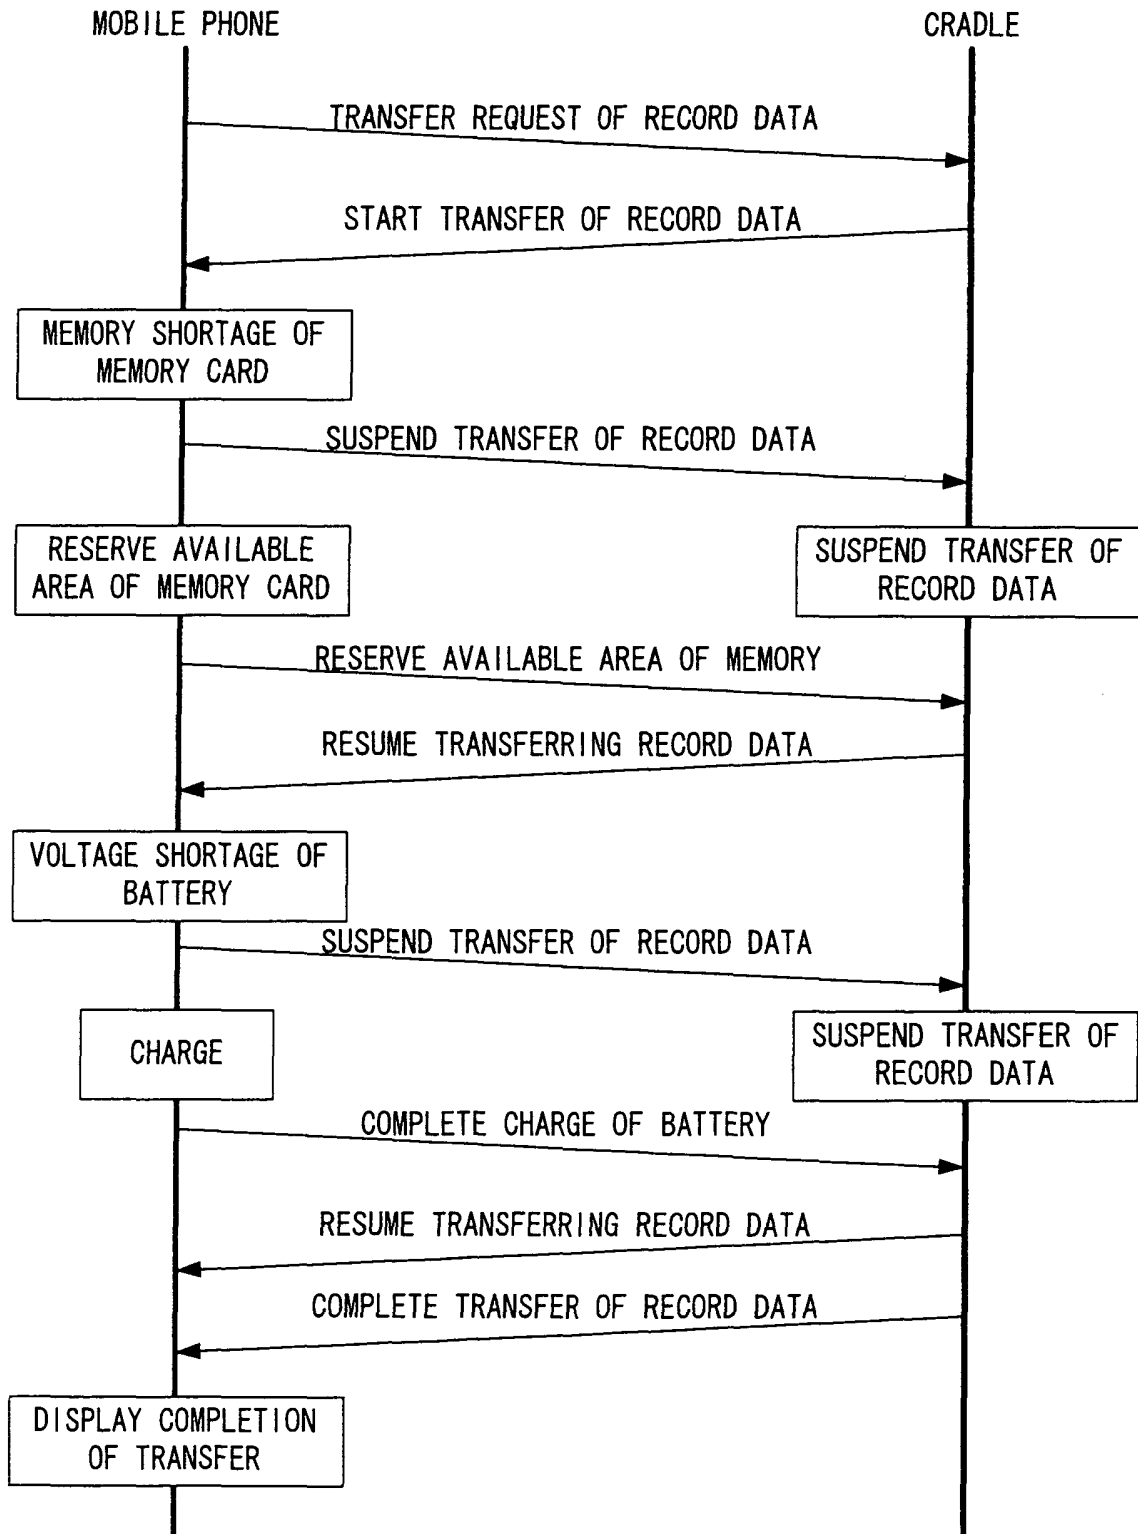 MOBILE PHONE
CRADLE
TRANSFER REQUEST OF RECORD DATA
START TRANSFER OF RECORD DATA
MEMORY SHORTAGE OF
MEMORY CARD
SUSPEND TRANSFER OF RECORD DATA
RESERVE AVAILABLE
AREA OF MEMORY CARD
SUSPEND TRANSFER OF
RECORD DATA
RESERVE AVAILABLE AREA OF MEMORY
RESUME TRANSFERRING RECORD DATA
VOLTAGE SHORTAGE OF
BATTERY
SUSPEND TRANSFER OF RECORD DATA
CHARGE
SUSPEND TRANSFER OF
RECORD DATA
COMPLETE CHARGE OF BATTERY
RESUME TRANSFERRING RECORD DATA
COMPLETE TRANSFER OF RECORD DATA
DISPLAY COMPLETION
OF TRANSFER